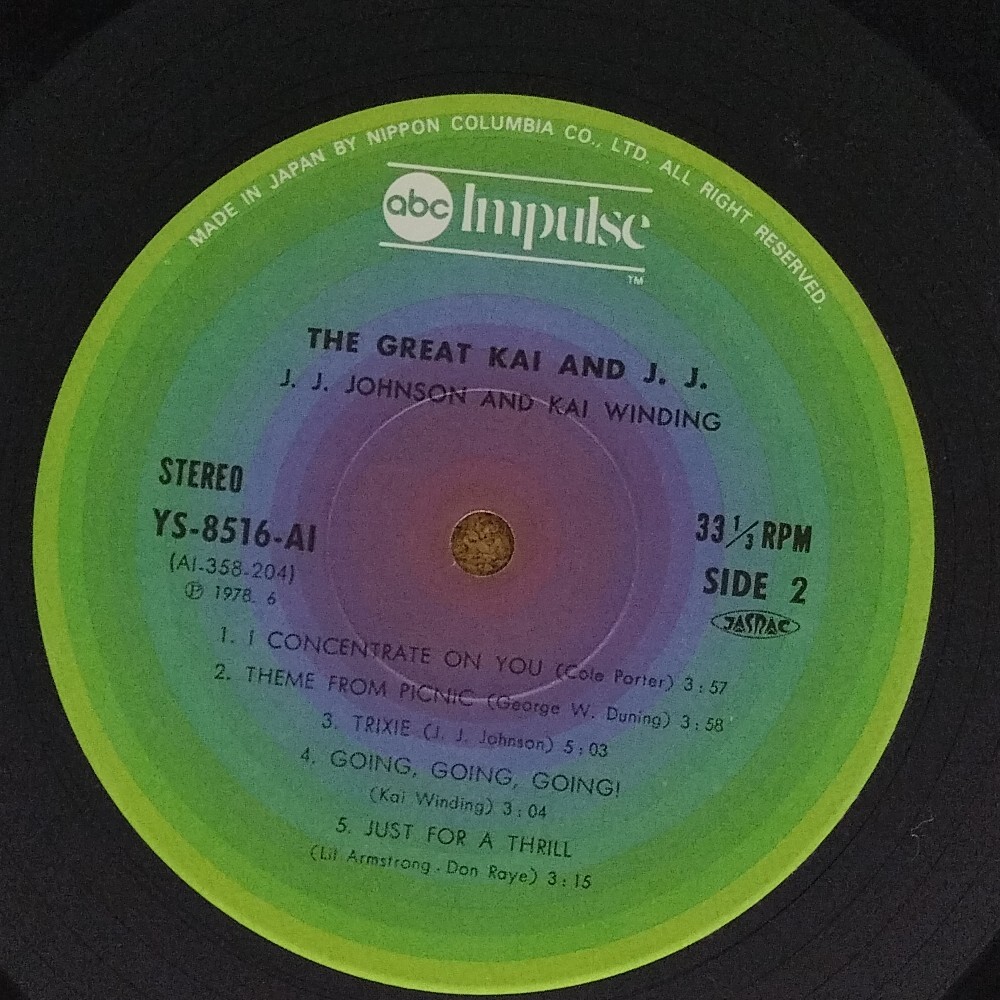 MADE IN JAPAN BY NIPPON COLUMBIA CO., LTD. ALL RIGHT RESERVED.
abc Impulse
TM
THE GREAT KAI AND J. J.
J. J. JOHNSON AND KAI WINDING
STEREO
YS-8516-AI
(AI-358-204)
Ⓟ 1978. 6
33 1/3 RPM
SIDE 2
JASRAC
1. I CONCENTRATE ON YOU (Cole Porter) 3:57
2. THEME FROM PICNIC (George W. Duning) 3:58
3. TRIXIE (J. J. Johnson) 5:03
4. GOING, GOING, GOING!
(Kai Winding) 3:04
5. JUST FOR A THRILL
(Lil Armstrong. Don Raye) 3:15